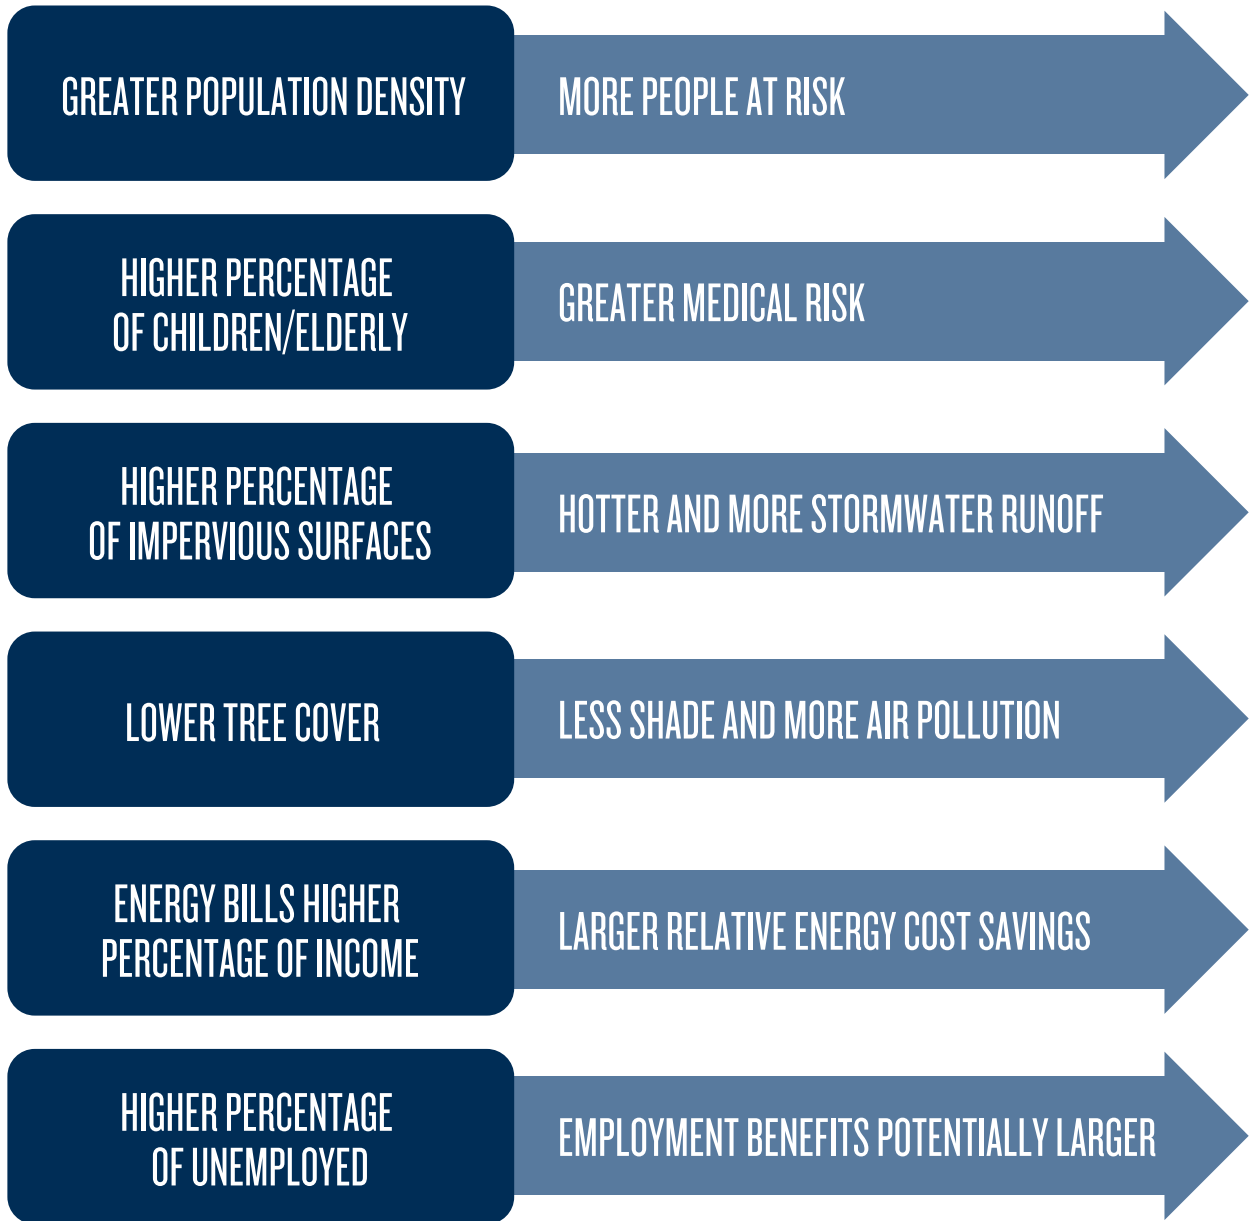 GREATER POPULATION DENSITY
MORE PEOPLE AT RISK
HIGHER PERCENTAGE
OF CHILDREN/ELDERLY
GREATER MEDICAL RISK
HIGHER PERCENTAGE
OF IMPERVIOUS SURFACES
HOTTER AND MORE STORMWATER RUNOFF
LOWER TREE COVER
LESS SHADE AND MORE AIR POLLUTION
ENERGY BILLS HIGHER
PERCENTAGE OF INCOME
LARGER RELATIVE ENERGY COST SAVINGS
HIGHER PERCENTAGE
OF UNEMPLOYED
EMPLOYMENT BENEFITS POTENTIALLY LARGER